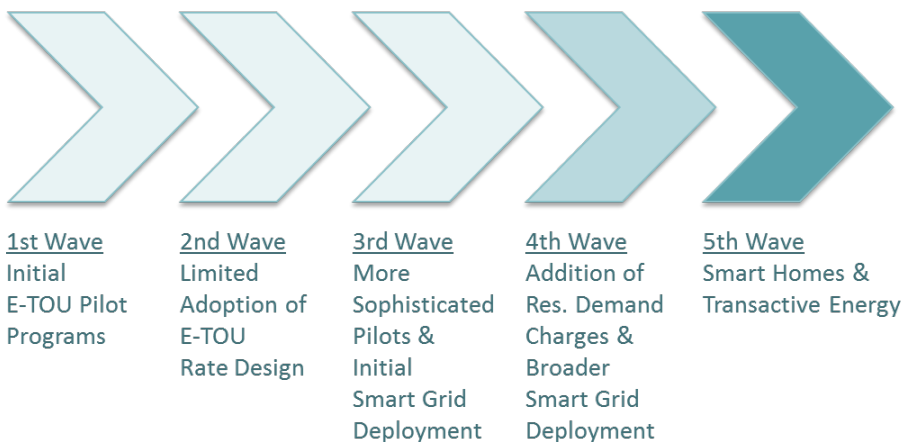 1st Wave
Initial
E-TOU Pilot
Programs
2nd Wave
Limited
Adoption of
E-TOU
Rate Design
3rd Wave
More
Sophisticated
Pilots &
Initial
Smart Grid
Deployment
4th Wave
Addition of
Res. Demand
Charges &
Broader
Smart Grid
Deployment
5th Wave
Smart Homes &
Transactive Energy